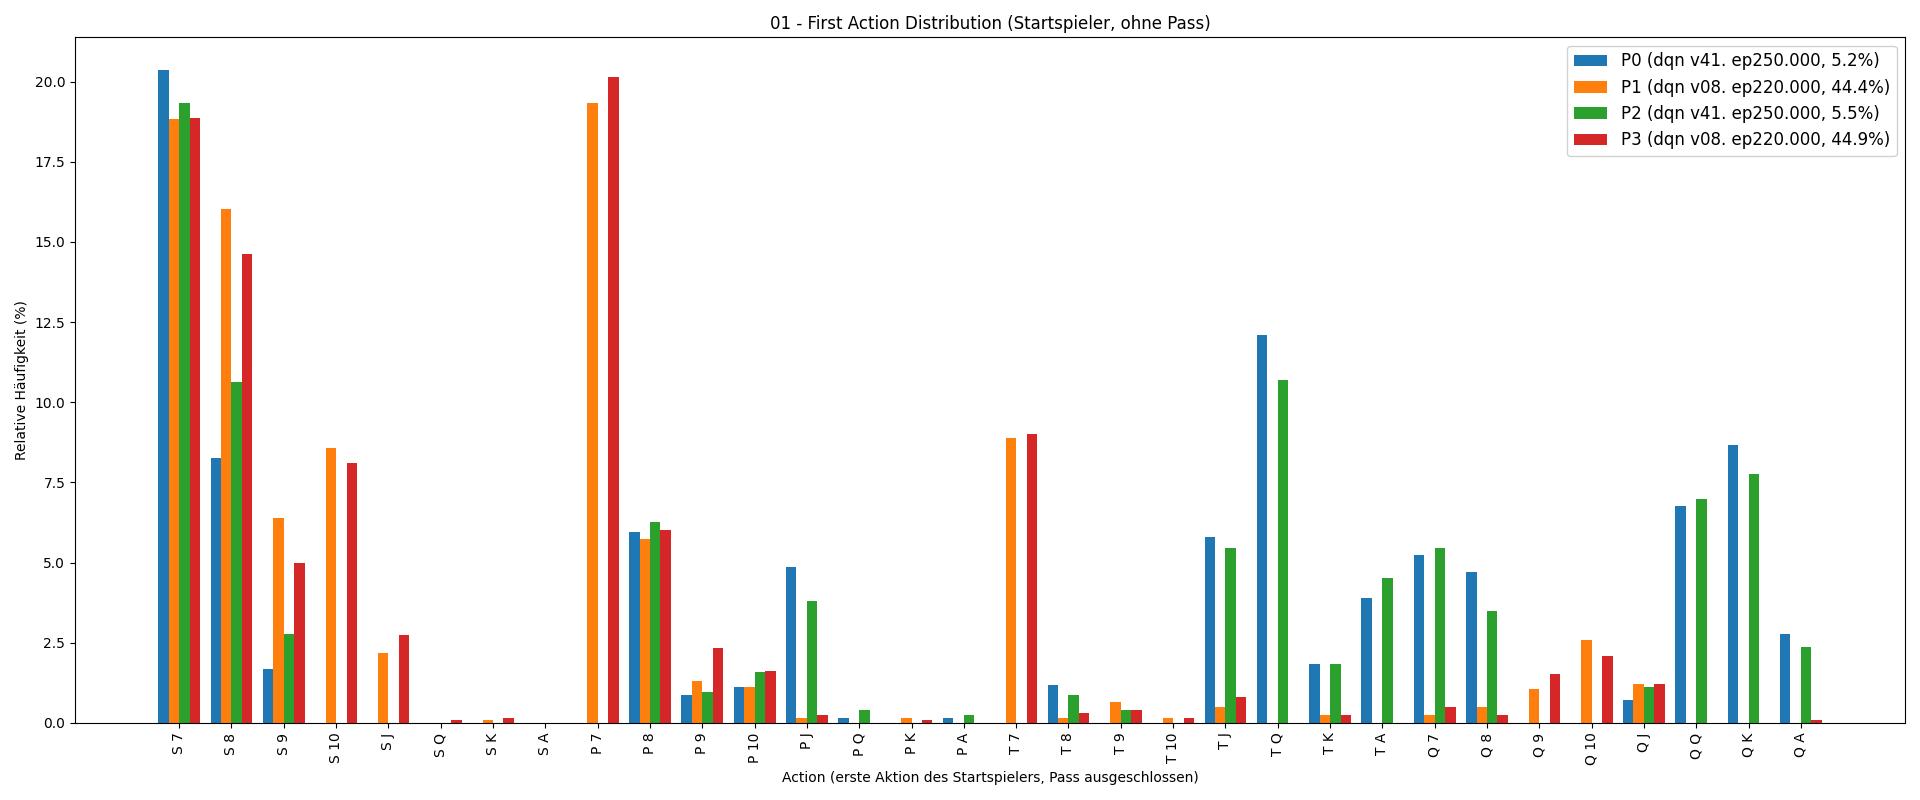 01 - First Action Distribution (Startspieler, ohne Pass)
P0 (dqn v41. ep250.000, 5.2%)
P1 (dqn v08. ep220.000, 44.4%)
P2 (dqn v41. ep250.000, 5.5%)
P3 (dqn v08. ep220.000, 44.9%)
Relative Häufigkeit (%)
20.0
17.5
15.0
12.5
10.0
7.5
5.0
2.5
0.0
S 7
S 8
S 9
S 10
S J
S Q
S K
S A
P 7
P 8
P 9
P 10
P J
P Q
P K
P A
T 7
T 8
T 9
T 10
T J
T Q
T K
T A
Q 7
Q 8
Q 9
Q 10
Q J
Q Q
Q K
Q A
Action (erste Aktion des Startspielers, Pass ausgeschlossen)